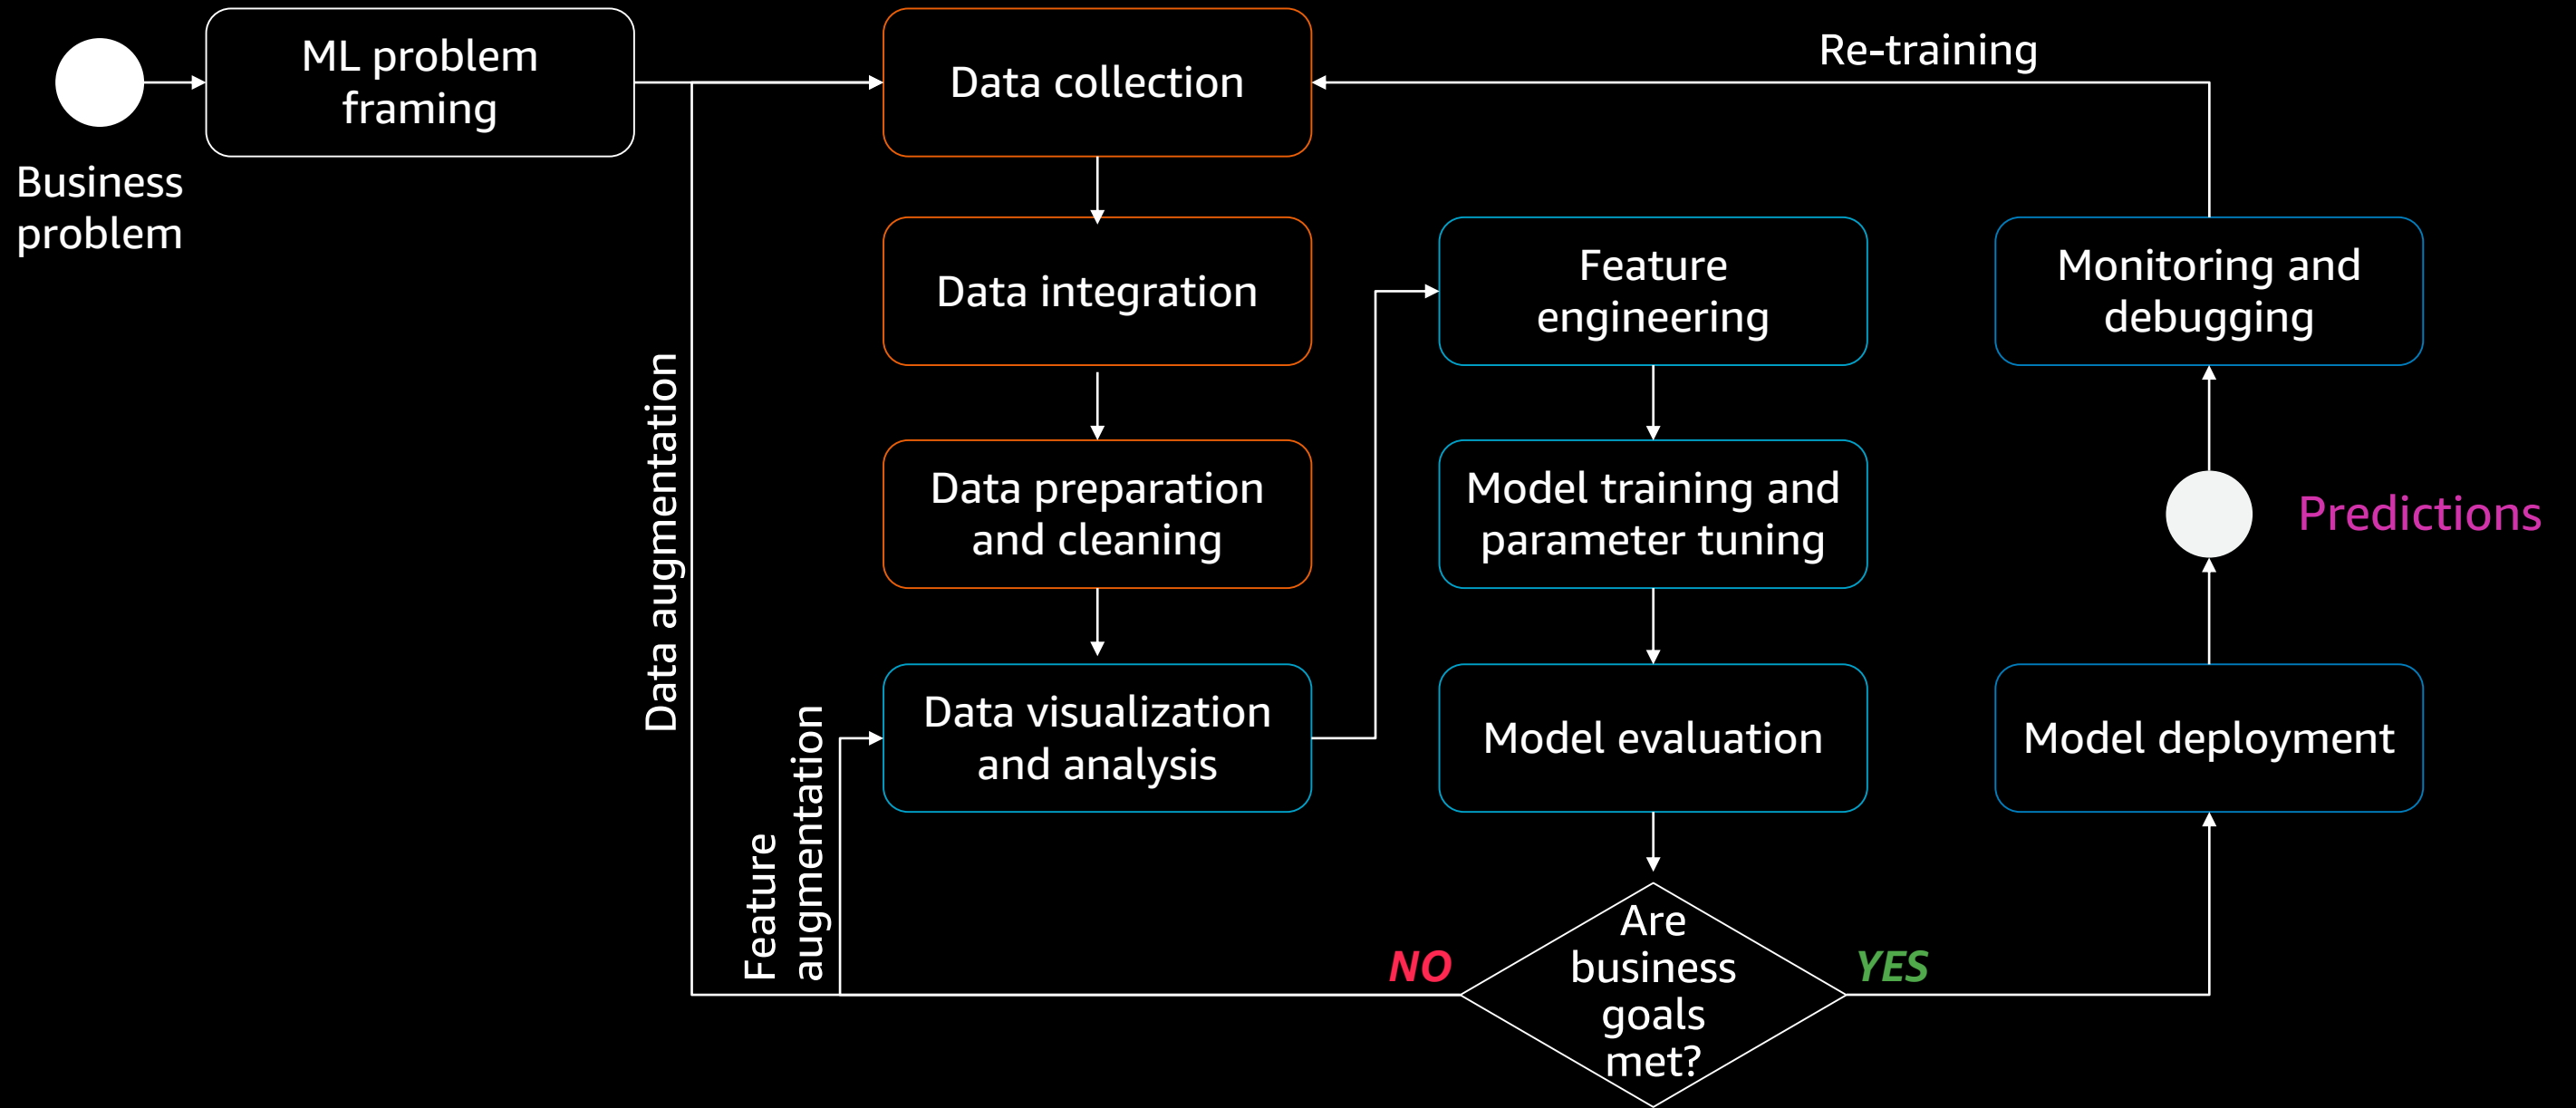 ML problem
framing
Business
problem
Data collection
Re-training
Data integration
Feature
engineering
Monitoring and
debugging
Data augmentation
Data preparation
and cleaning
Model training and
parameter tuning
Predictions
Feature
augmentation
Data visualization
and analysis
Model evaluation
Model deployment
NO
Are
business
goals
met?
YES